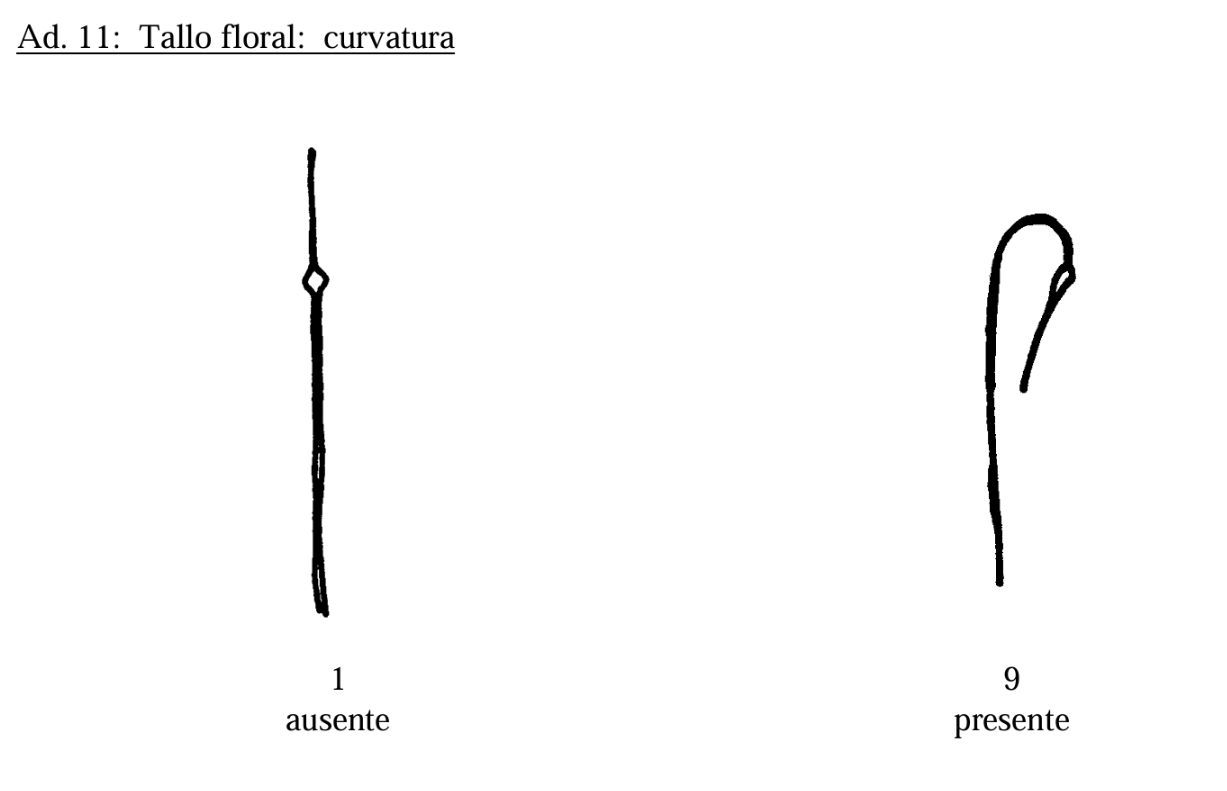 Ad. 11: Tallo floral: curvatura
1
9
ausente
presente